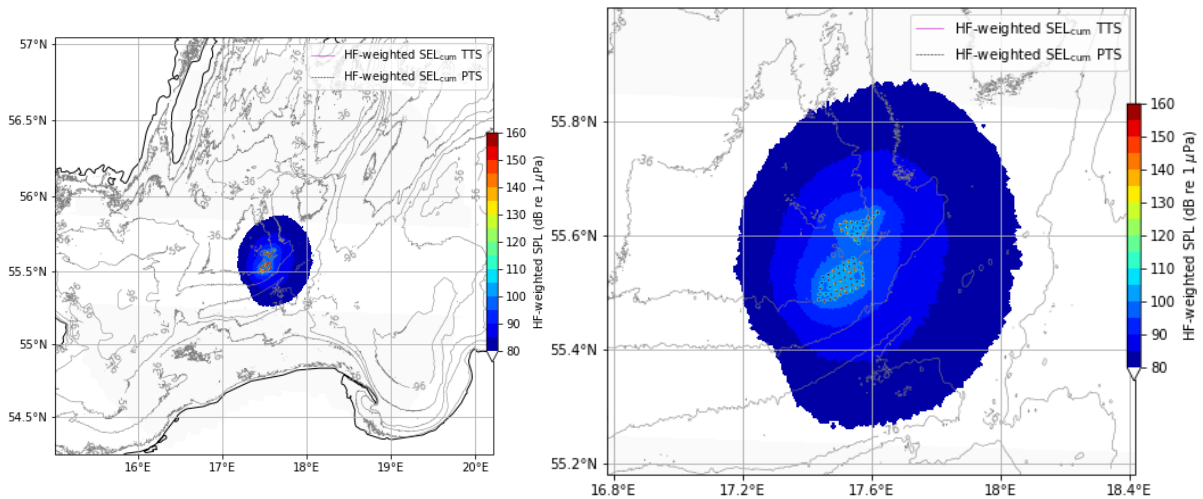 57°N
56.5°N
56°N
55.5°N
55°N
54.5°N
16°E
17°E
18°E
19°E
20°E
HF-weighted SELcum TTS
HF-weighted SELcum PTS
160
150
140
130
120
110
100
90
80
HF-weighted SPL (dB re 1 μPa)
-36
-96
55.8°N
55.6°N
55.4°N
55.2°N
16.8°E
17.2°E
17.6°E
18°E
18.4°E
HF-weighted SELcum TTS
HF-weighted SELcum PTS
160
150
140
130
120
110
100
90
80
HF-weighted SPL (dB re 1 μPa)
-36
-16
-76